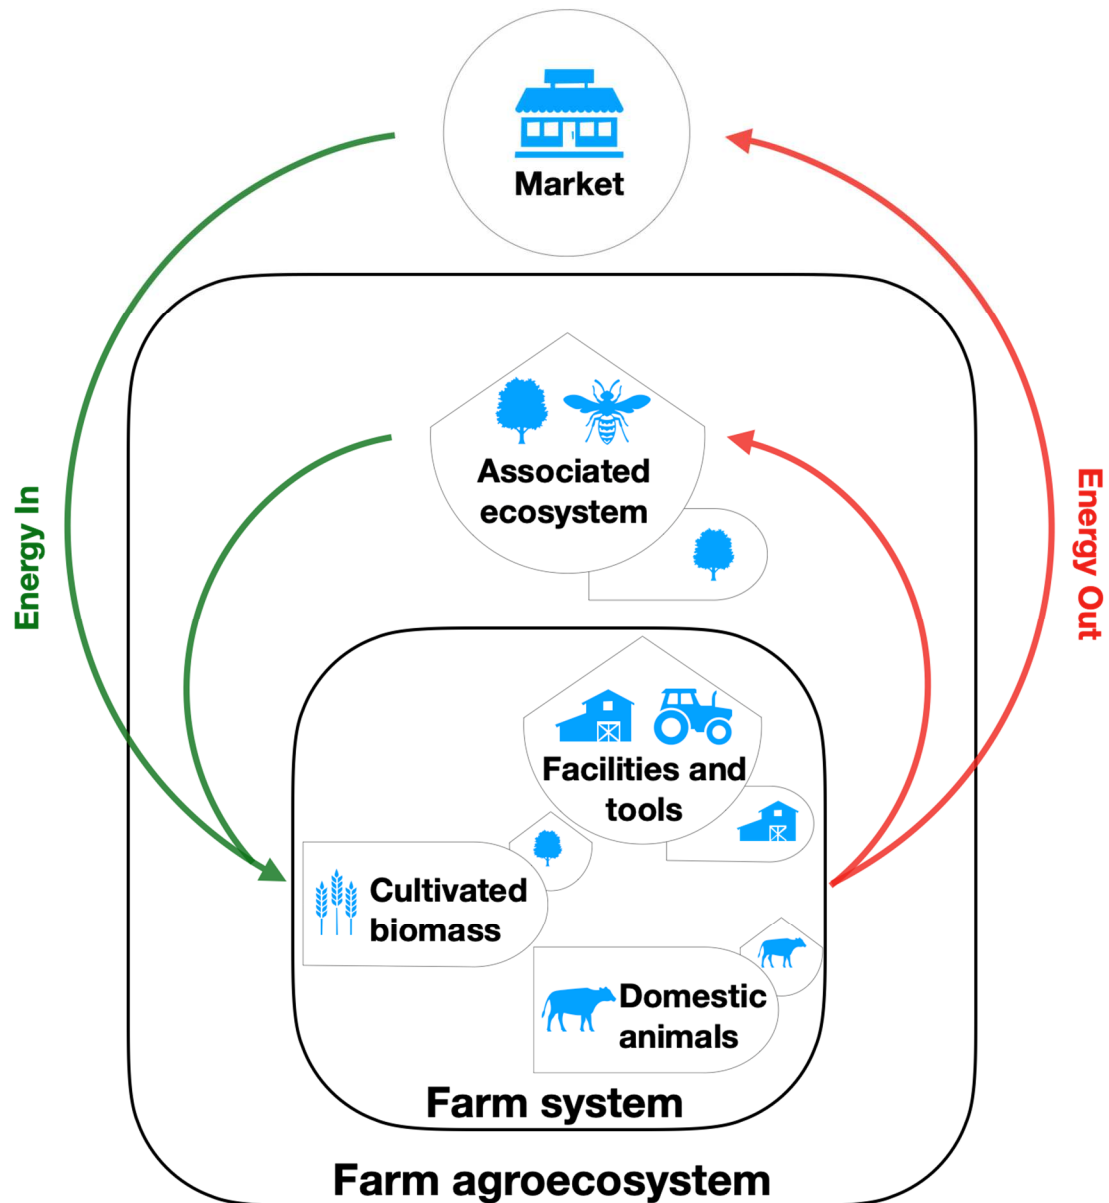 Market
Energy In
Associated
ecosystem
Energy Out
Facilities and
tools
Cultivated
biomass
Domestic
animals
Farm system
Farm agroecosystem